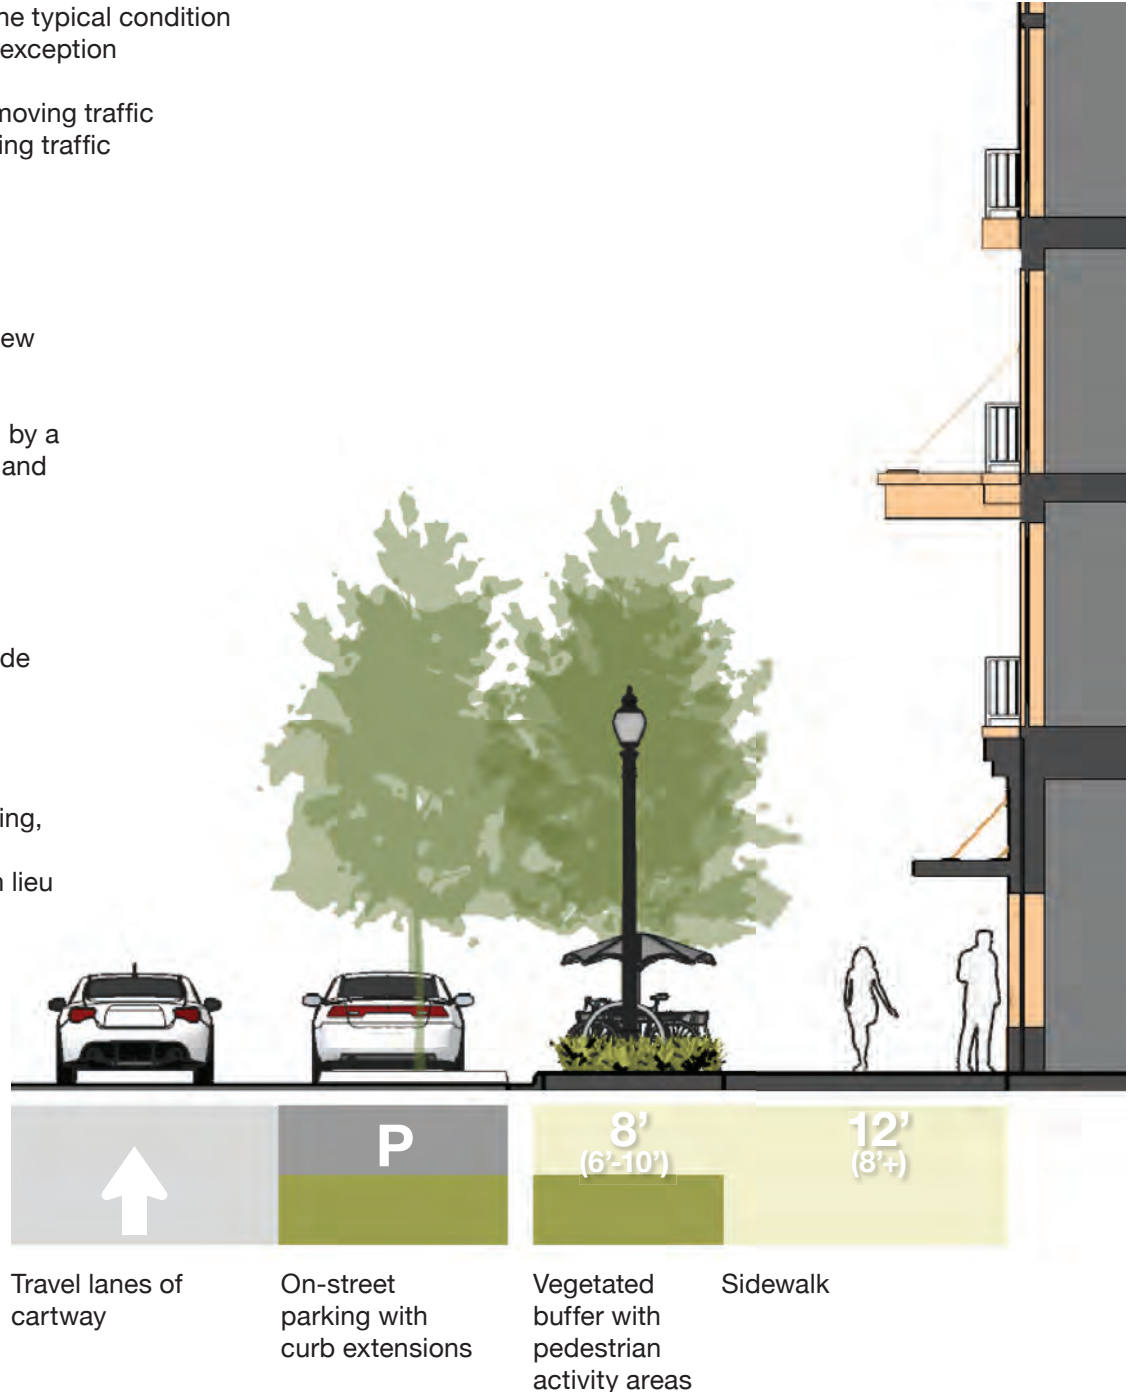 he typical condition
exception
moving traffic
ing traffic
ew
by a
and
de
ing,
n lieu
P
8’
(6’-10’)
12’
(8’+)
Travel lanes of
cartway
On-street
parking with
curb extensions
Vegetated
buffer with
pedestrian
activity areas
Sidewalk